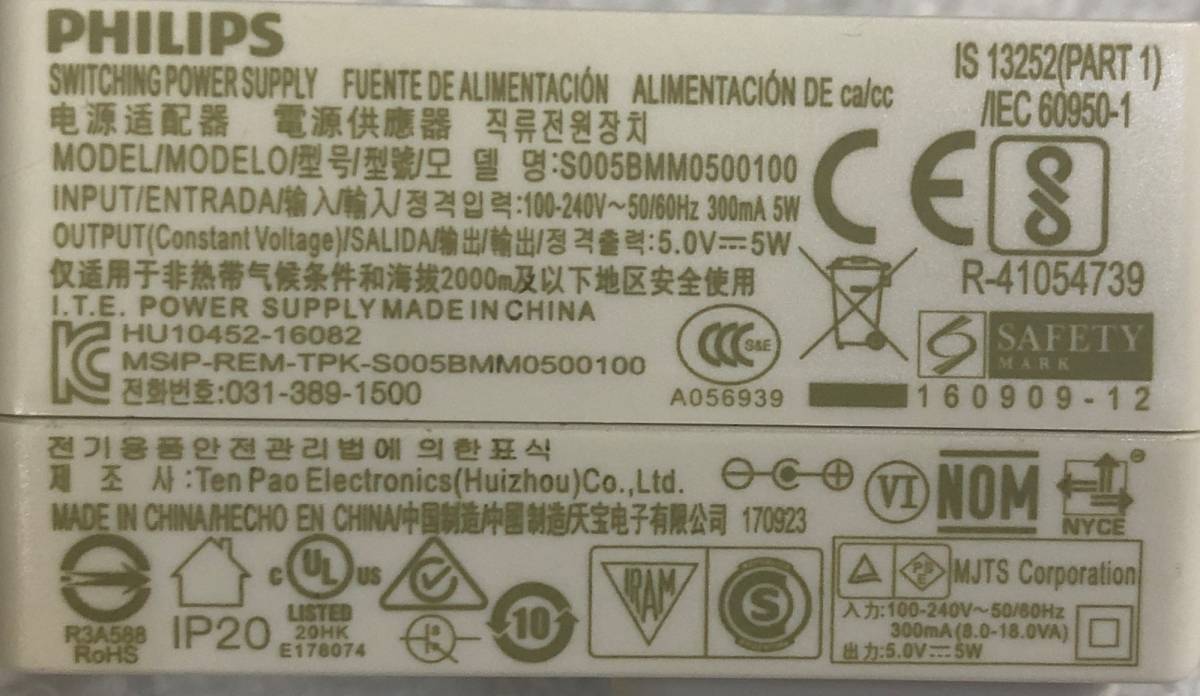 PHILIPS
SWITCHING POWER SUPPLY FUENTE DE ALIMENTACIÓN ALIMENTACIÓN DE ca/cc
电源适配器 電源供應器 직류전원장치
MODEL/MODELO/型号/型號/모 델 명:S005BMM0500100
INPUT/ENTRADA/输入/輸入/정격입력:100-240V～50/60Hz 300mA 5W
OUTPUT(Constant Voltage)/SALIDA/输出/輸出/정격출력:5.0V⎓5W
仅适用于非热带气候条件和海拔2000m及以下地区安全使用
I.T.E. POWER SUPPLY MADE IN CHINA
HU10452-16082
MSIP-REM-TPK-S005BMM0500100
전화번호:031-389-1500
IS 13252(PART 1)
/IEC 60950-1
CE
R-41054739
CCC S&E
A056939
SAFETY
MARK
160909-12
전기용품안전관리법에 의한표식
제 조 사:Ten Pao Electronics(Huizhou)Co.,Ltd.
MADE IN CHINA/HECHO EN CHINA/中国制造/中國製造/天宝电子有限公司 170923
VI
NOM
NYCE
R3A588
RoHS
IP20
C UL US
LISTED
20HK
E178074
10
IRAM
S
PSE
MJTS Corporation
入力:100-240V～50/60Hz
300mA(8.0-18.0VA)
出力:5.0V⎓5W